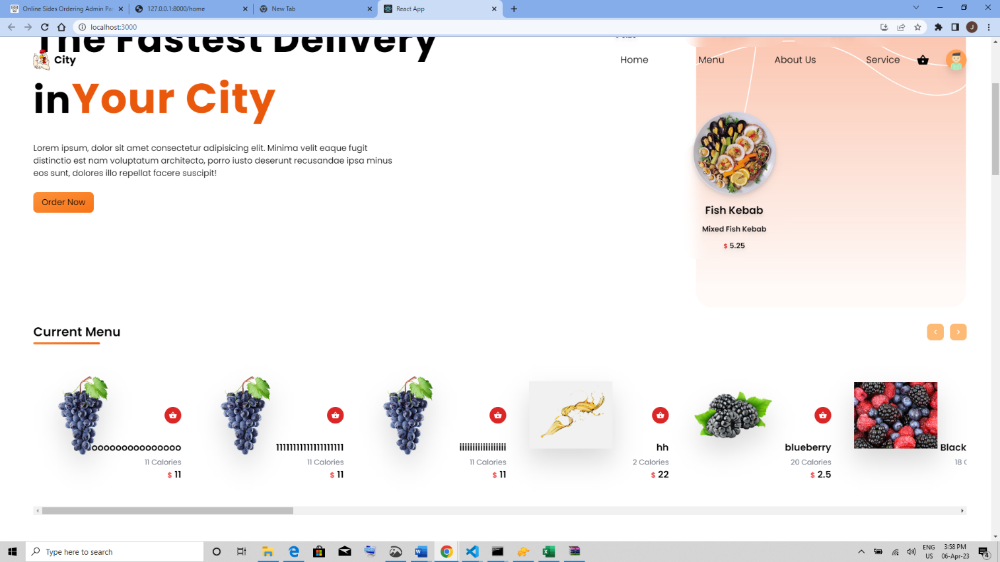 Online Sides Ordering Admin Pa
127.0.0.1:8000/home
New Tab
React App
localhost:3000
J
The Fastest Delivery
City
Home
Menu
About Us
Service
inYour City
Lorem ipsum, dolor sit amet consectetur adipisicing elit. Minima velit eaque fugit
distinctio est nam voluptatum architecto, porro iusto deserunt recusandae ipsa minus
eos sunt, dolores illo repellat facere suscipit!
Order Now
Fish Kebab
Mixed Fish Kebab
$ 5.25
Current Menu
11 Calories
$ 11
11 Calories
$ 11
11 Calories
$ 11
hh
2 Calories
$ 22
blueberry
20 Calories
$ 2.5
Black
18 C
Type here to search
ENG
US
3:58 PM
06-Apr-23
4